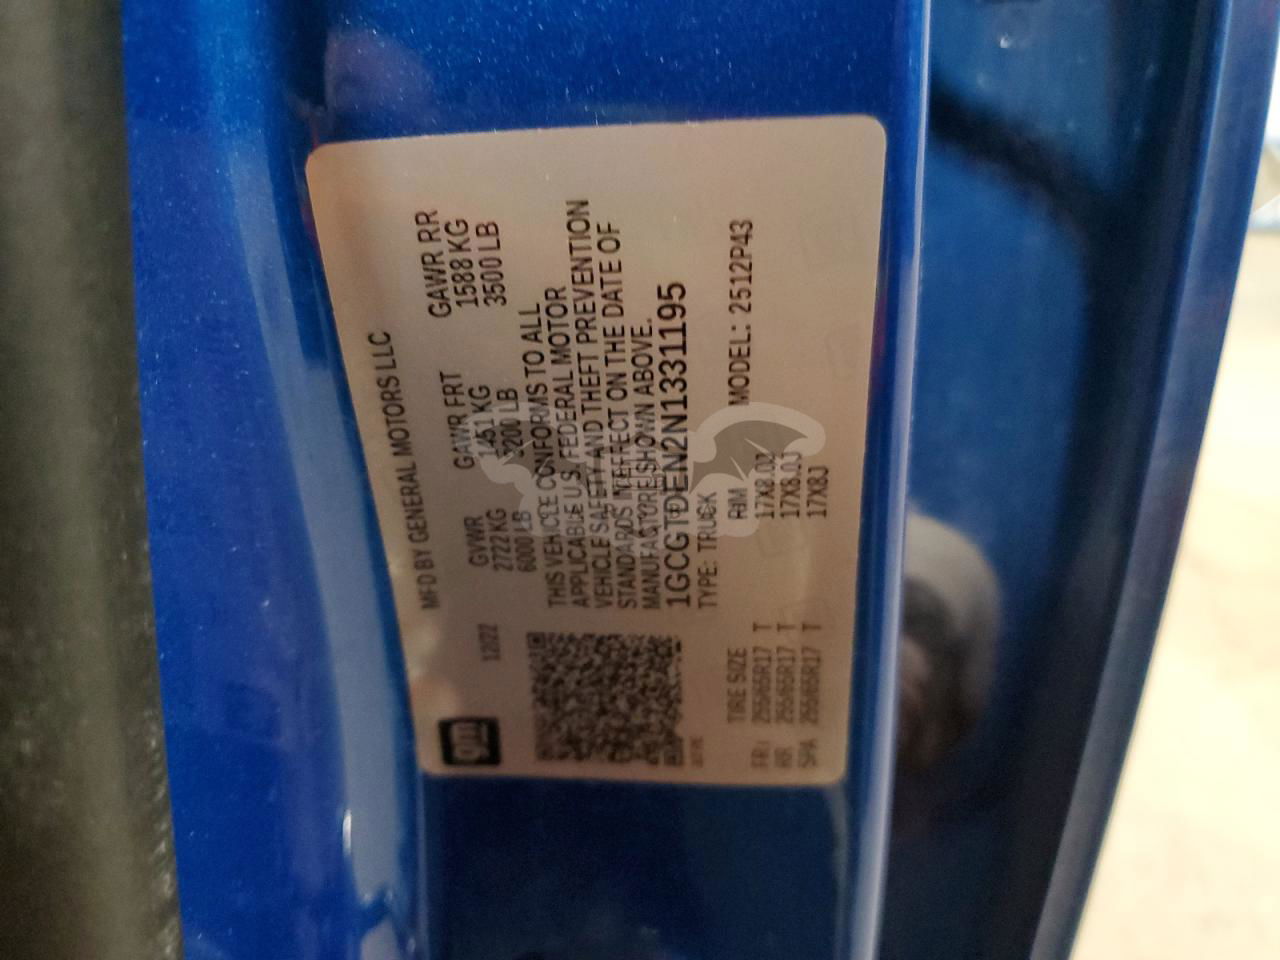 gm
MFD BY GENERAL MOTORS LLC
12/22 GVWR GAWR FRT GAWR RR
2722 KG 1451 KG 1588 KG
6000 LB 3200 LB 3500 LB
THIS VEHICLE CONFORMS TO ALL
APPLICABLE U.S. FEDERAL MOTOR
VEHICLE SAFETY AND THEFT PREVENTION
STANDARDS IN EFFECT ON THE DATE OF
MANUFACTURE SHOWN ABOVE.
1GCGTDEN2N1331195
TYPE: TRUCK MODEL: 2512P43
TIRE SIZE RIM
FRT 255/65R17 T 17X8.0J
RR 255/65R17 T 17X8.0J
SPA 255/65R17 T 17X8J